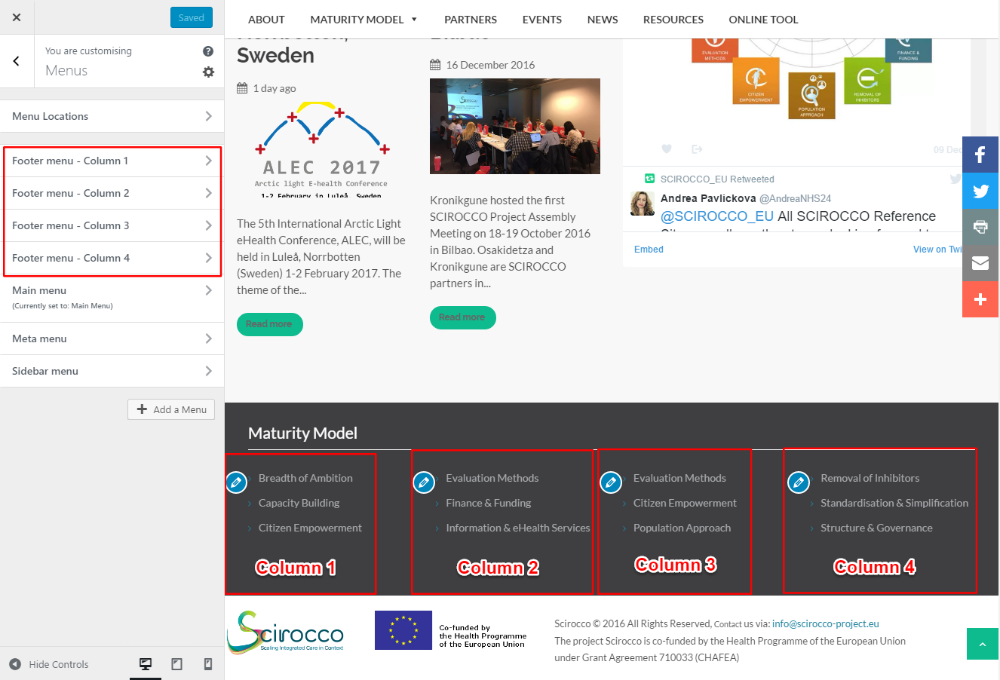 Saved
You are customising
Menus
Menu Locations
Footer menu - Column 1
Footer menu - Column 2
Footer menu - Column 3
Footer menu - Column 4
Main menu
(Currently set to: Main Menu)
Meta menu
Sidebar menu
Add a Menu
Hide Controls
ABOUT MATURITY MODEL PARTNERS EVENTS NEWS RESOURCES ONLINE TOOL
Sweden
1 day ago
ALEC 2017
Arctic light E-health Conference
1-2 February in Luleå, Sweden
The 5th International Arctic Light
eHealth Conference, ALEC, will be
held in Luleå, Norrbotten
(Sweden) 1-2 February 2017. The
theme of the...
Read more
16 December 2016
Kronikgune hosted the first
SCIROCCO Project Assembly
Meeting on 18-19 October 2016
in Bilbao. Osakidetza and
Kronikgune are SCIROCCO
partners in...
Read more
EVALUATION
METHODS
CITIZEN
EMPOWERMENT
POPULATION
APPROACH
REMOVAL OF
INHIBITORS
FINANCE &
FUNDING
09 Dec
SCIROCCO_EU Retweeted
Andrea Pavlickova @AndreaNHS24
@SCIROCCO_EU All SCIROCCO Reference
Embed View on Twi
Maturity Model
Breadth of Ambition
Capacity Building
Citizen Empowerment
Column 1
Evaluation Methods
Finance & Funding
Information & eHealth Services
Column 2
Evaluation Methods
Citizen Empowerment
Population Approach
Column 3
Removal of Inhibitors
Standardisation & Simplification
Structure & Governance
Column 4
Scirocco
Scaling Integrated Care in Context
Co-funded by
the Health Programme
of the European Union
Scirocco © 2016 All Rights Reserved, Contact us via: info@scirocco-project.eu
The project Scirocco is co-funded by the Health Programme of the European Union
under Grant Agreement 710033 (CHAFEA)